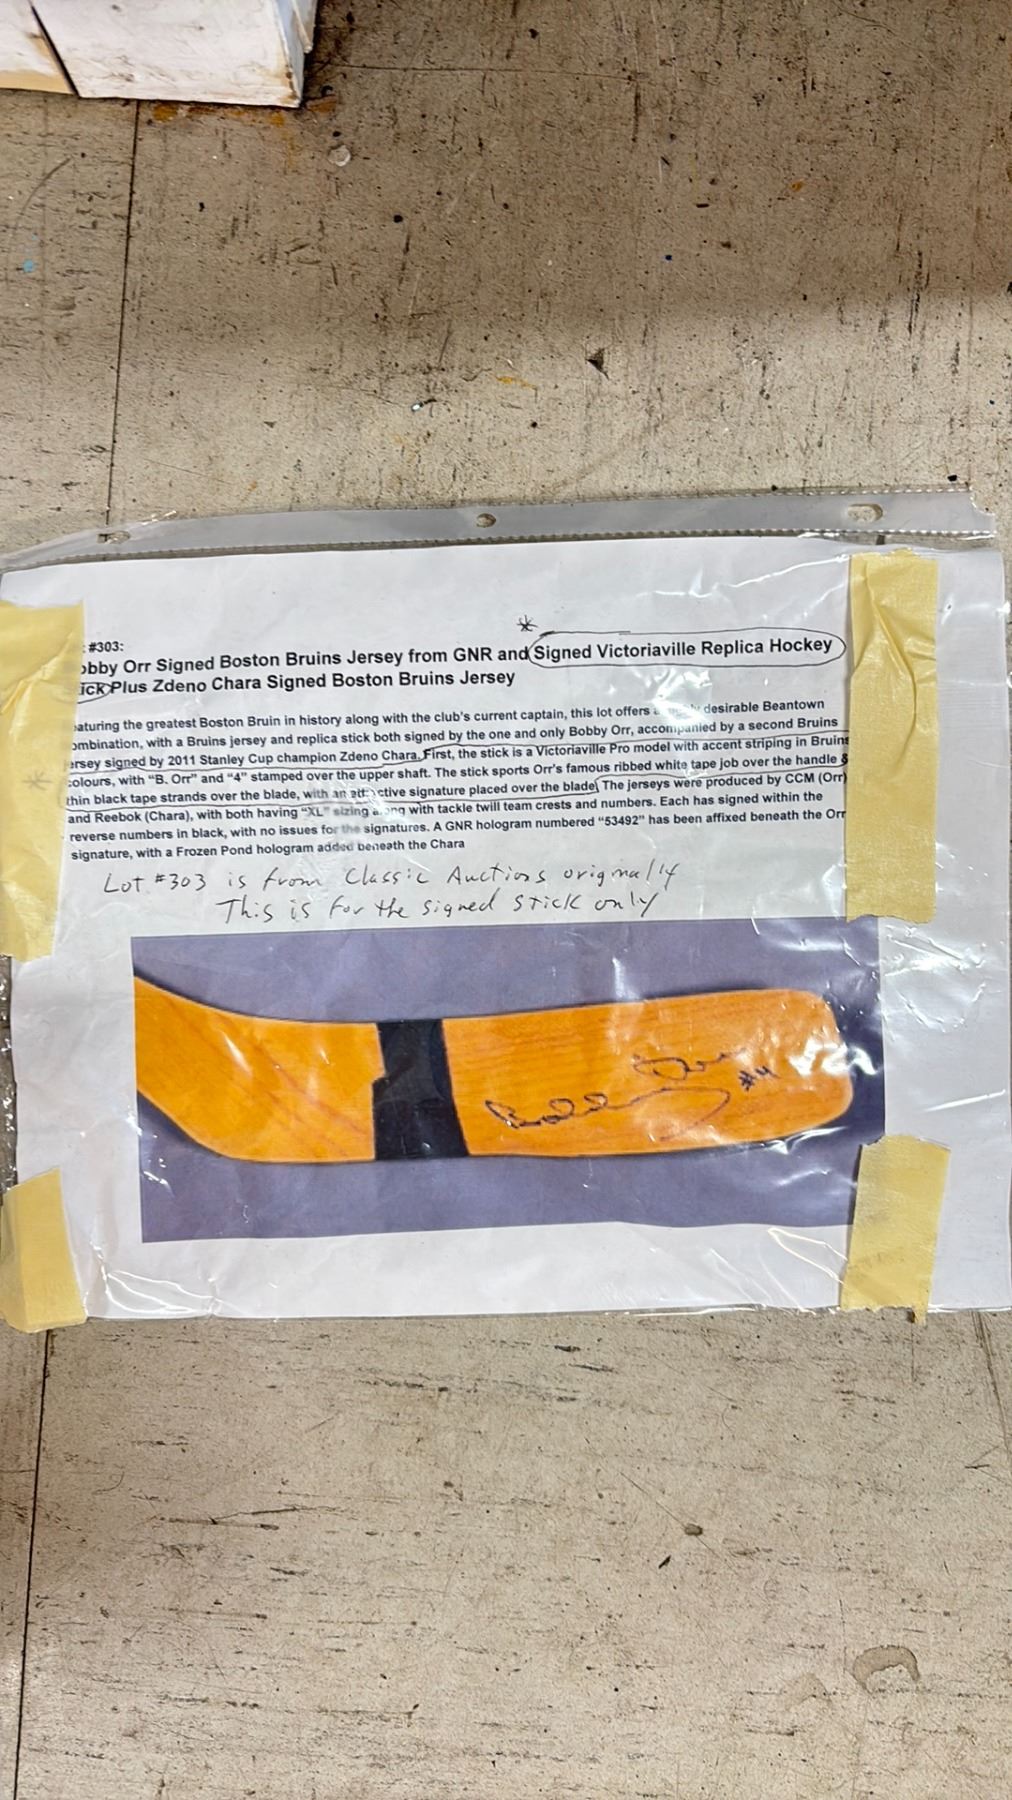 #303:
obby Orr Signed Boston Bruins Jersey from GNR and Signed Victoriaville Replica Hockey
ick Plus Zdeno Chara Signed Boston Bruins Jersey
aturing the greatest Boston Bruin in history along with the club's current captain, this lot offers a desirable Beantown
ombination, with a Bruins jersey and replica stick both signed by the one and only Bobby Orr, accompanied by a second Bruins
ersey signed by 2011 Stanley Cup champion Zdeno Chara. First, the stick is a Victoriaville Pro model with accent striping in Bruins
colours, with "B. Orr" and "4" stamped over the upper shaft. The stick sports Orr's famous ribbed white tape job over the handle &
thin black tape strands over the blade, with an attractive signature placed over the blade. The jerseys were produced by CCM (Orr)
and Reebok (Chara), with both having "XL" sizing along with tackle twill team crests and numbers. Each has signed within the
reverse numbers in black, with no issues for the signatures. A GNR hologram numbered "53492" has been affixed beneath the Orr
signature, with a Frozen Pond hologram added beneath the Chara
Lot #303 is from Classic Auctions originally
This is for the signed stick only
Bobby Orr #4